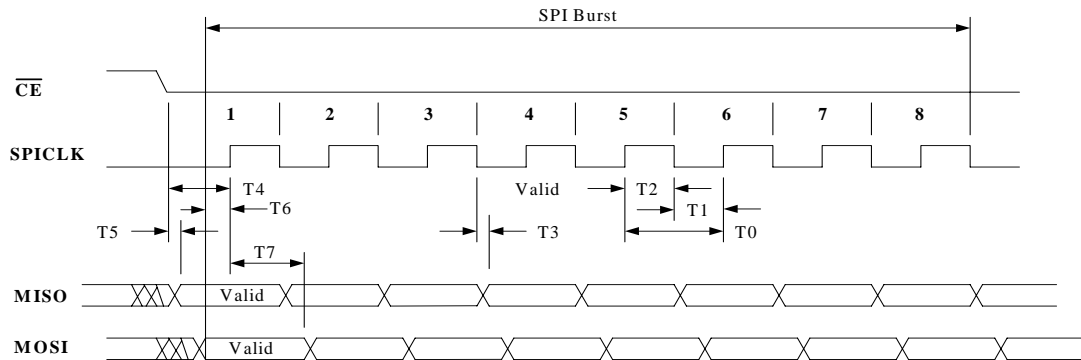 SPI Burst
CE
1 2 3 4 5 6 7 8
SPICLK
T4 Valid T2
T6 T1
T5 T3 T0
T7
MISO Valid
MOSI Valid